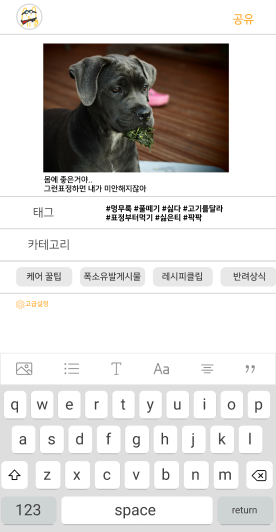 공유
몸에 좋은거야..
그런표정하면 내가 미안해지잖아
태그
#멍무룩 #풀떼기 #싫다 #고기를달라
#표정부터먹기 #싫은티 #팍팍
카테고리
케어 꿀팁 폭소유발게시물 레시피클립 반려상식
고급설정
T Aa
q w e r t y u i o p
a s d f g h j k l
z x c v b n m
123 space return